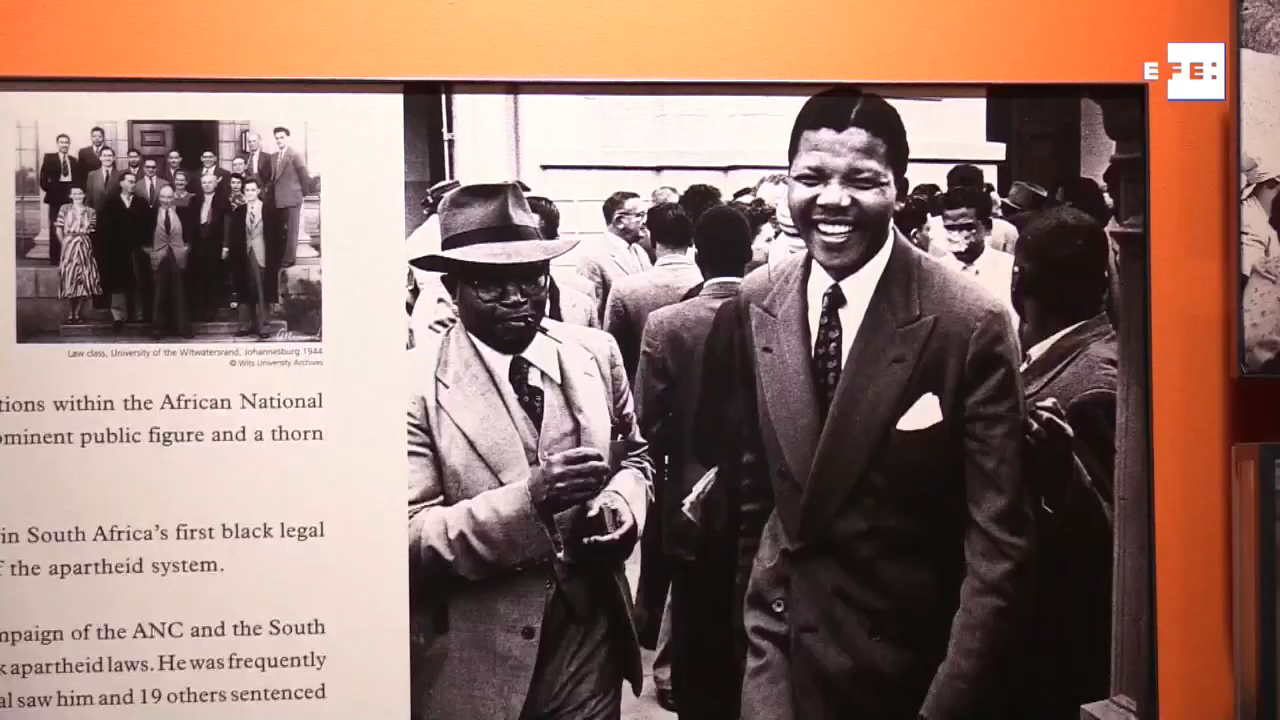 EFE:
Law class, University of the Witwatersrand, Johannesburg 1944
© Wits University Archives
tions within the African National
ominent public figure and a thorn
in South Africa's first black legal
f the apartheid system.
mpaign of the ANC and the South
k apartheid laws. He was frequently
al saw him and 19 others sentenced